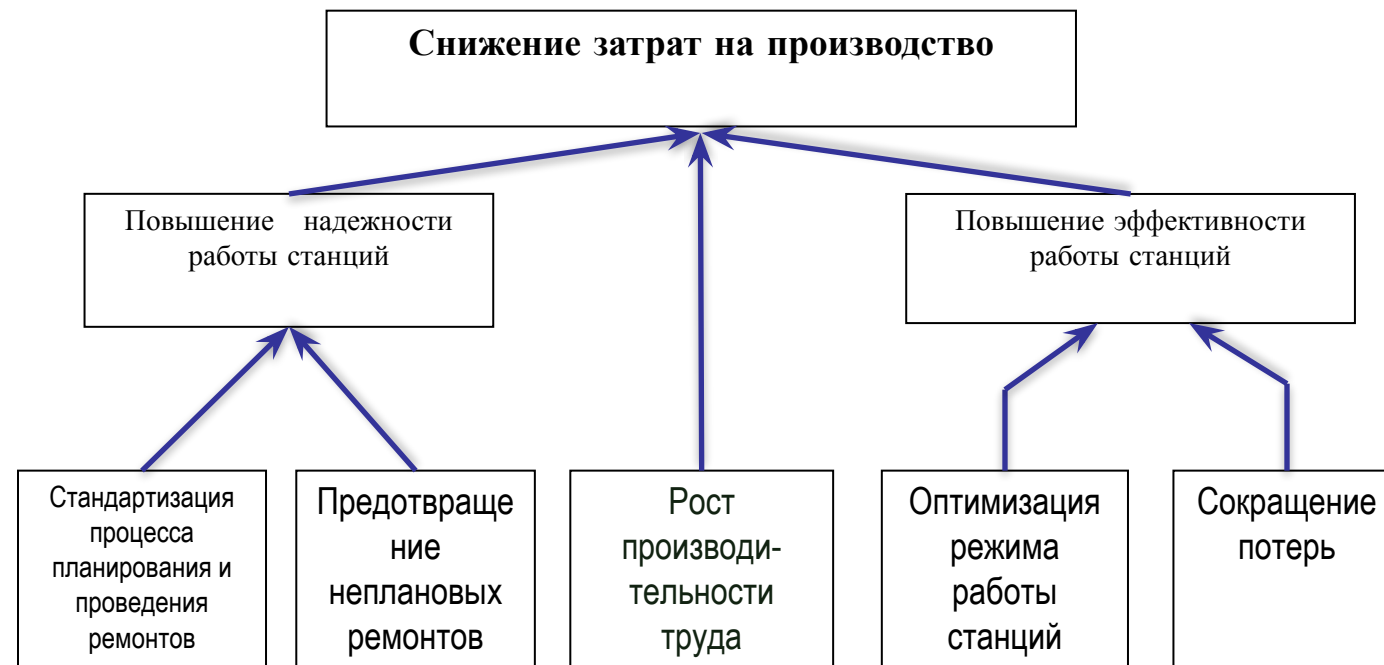 Снижение затрат на производство
Повышение надежности
работы станций
Повышение эффективности
работы станций
Стандартизация
процесса
планирования и
проведения
ремонтов
Предотвраще
ние
неплановых
ремонтов
Рост
производи-
тельности
труда
Оптимизация
режима
работы
станций
Сокращение
потерь